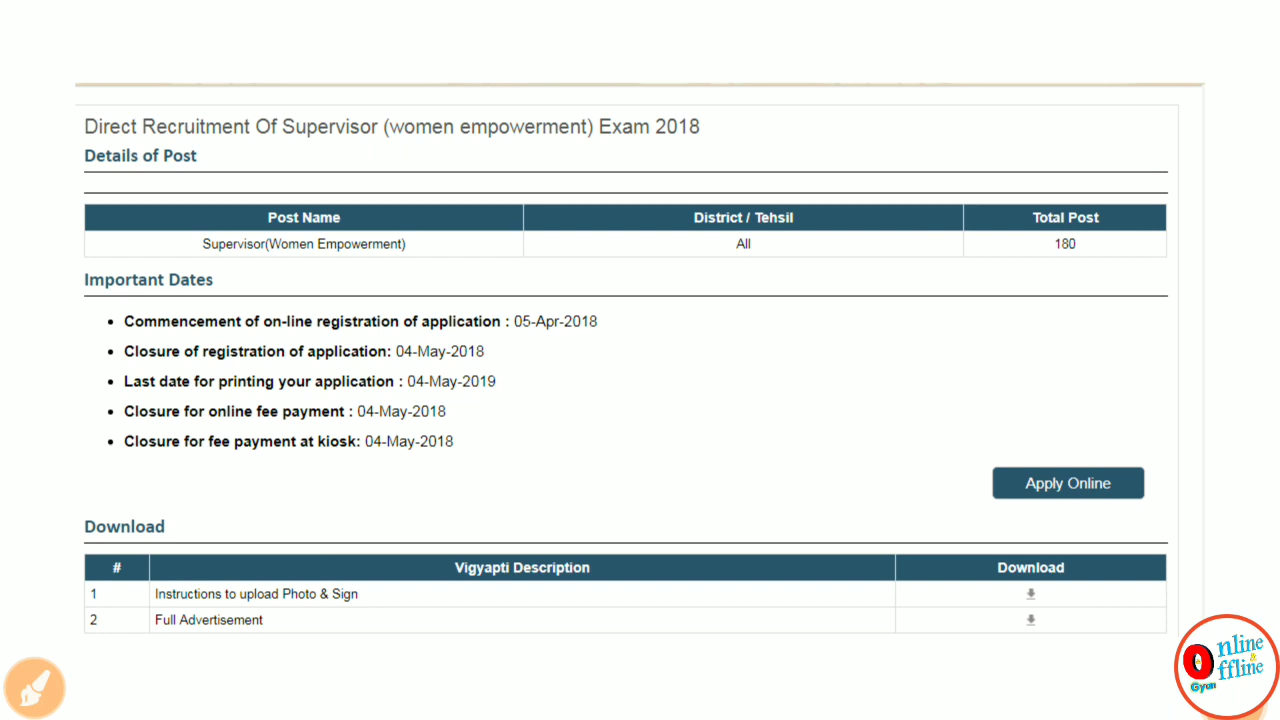 Direct Recruitment Of Supervisor (women empowerment) Exam 2018
Details of Post
Post Name District / Tehsil Total Post
Supervisor(Women Empowerment) All 180
Important Dates
• Commencement of on-line registration of application : 05-Apr-2018
• Closure of registration of application: 04-May-2018
• Last date for printing your application : 04-May-2019
• Closure for online fee payment : 04-May-2018
• Closure for fee payment at kiosk: 04-May-2018
Apply Online
Download
# Vigyapti Description Download
1 Instructions to upload Photo & Sign
2 Full Advertisement
Online
&
ffline
Gyan